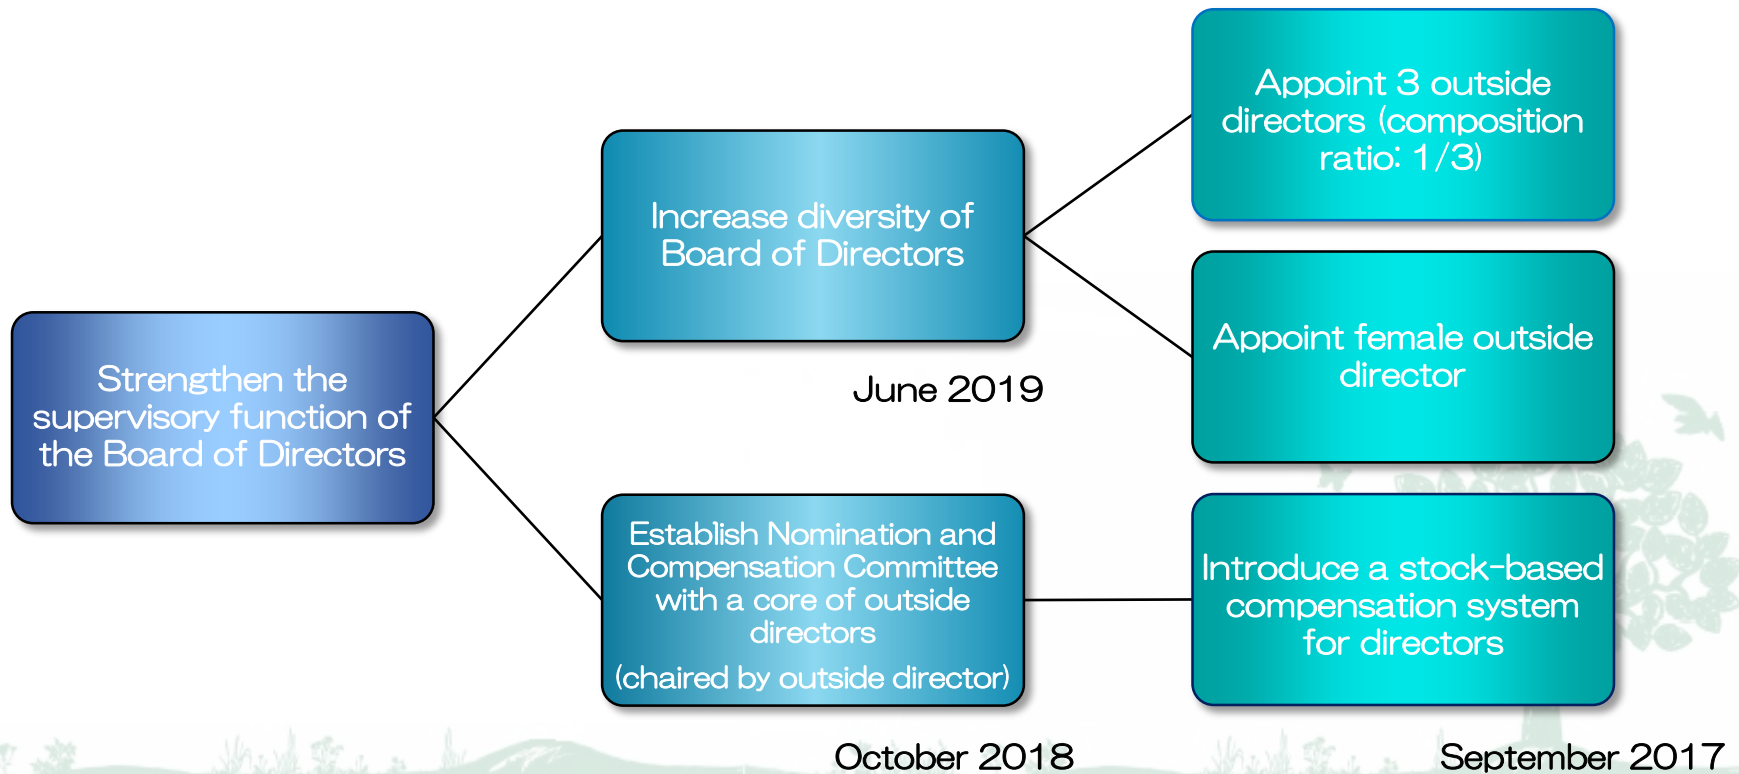 Strengthen the
supervisory function of
the Board of Directors
Increase diversity of
Board of Directors
June 2019
Establish Nomination and
Compensation Committee
with a core of outside
directors
(chaired by outside director)
October 2018
Appoint 3 outside
directors (composition
ratio: 1/3)
Appoint female outside
director
Introduce a stock-based
compensation system
for directors
September 2017